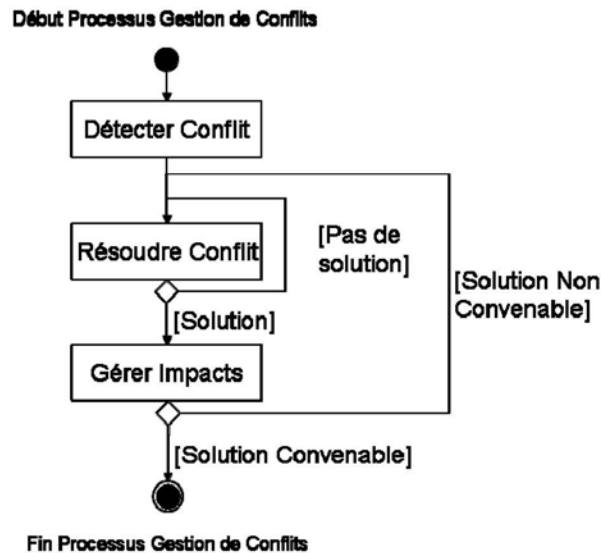 Début Processus Gestion de Conflits
Détecter Conflit
Résoudre Conflit
[Pas de
solution]
[Solution Non
Convenable]
[Solution]
Gérer Impacts
[Solution Convenable]
Fin Processus Gestion de Conflits